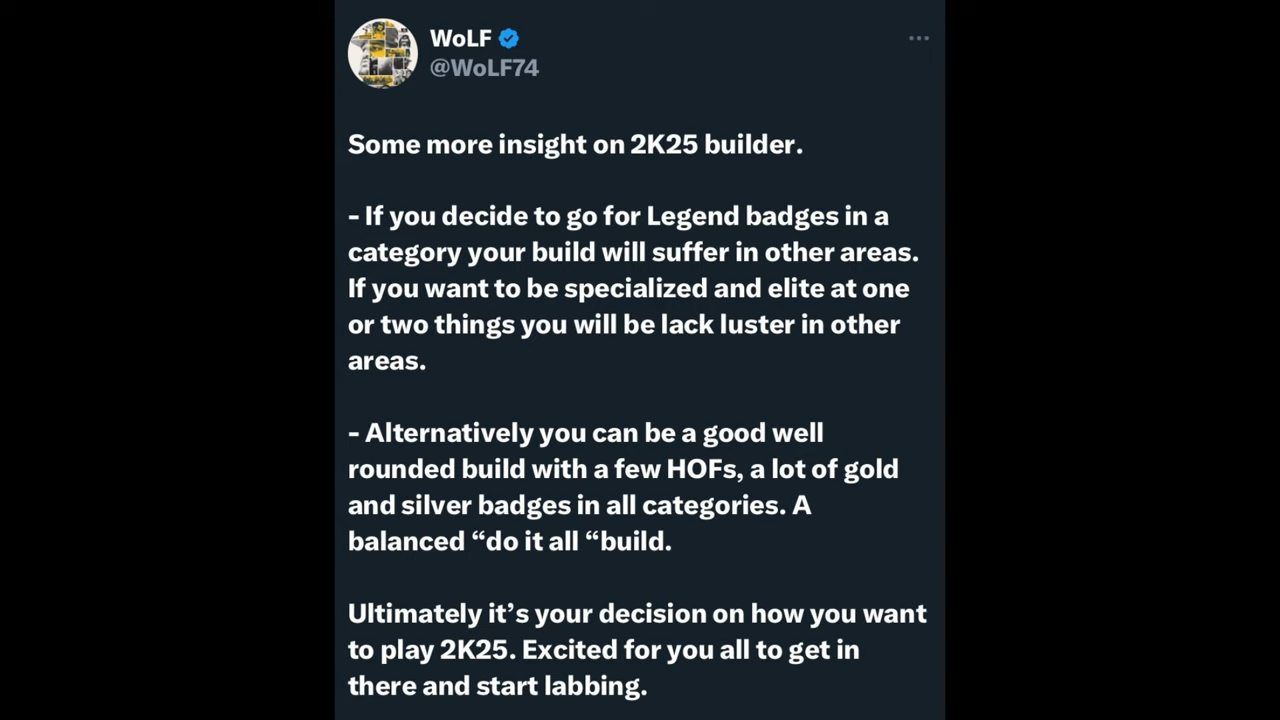 WoLF
@WoLF74
Some more insight on 2K25 builder.
- If you decide to go for Legend badges in a
category your build will suffer in other areas.
If you want to be specialized and elite at one
or two things you will be lack luster in other
areas.
- Alternatively you can be a good well
rounded build with a few HOFs, a lot of gold
and silver badges in all categories. A
balanced “do it all “build.
Ultimately it’s your decision on how you want
to play 2K25. Excited for you all to get in
there and start labbing.